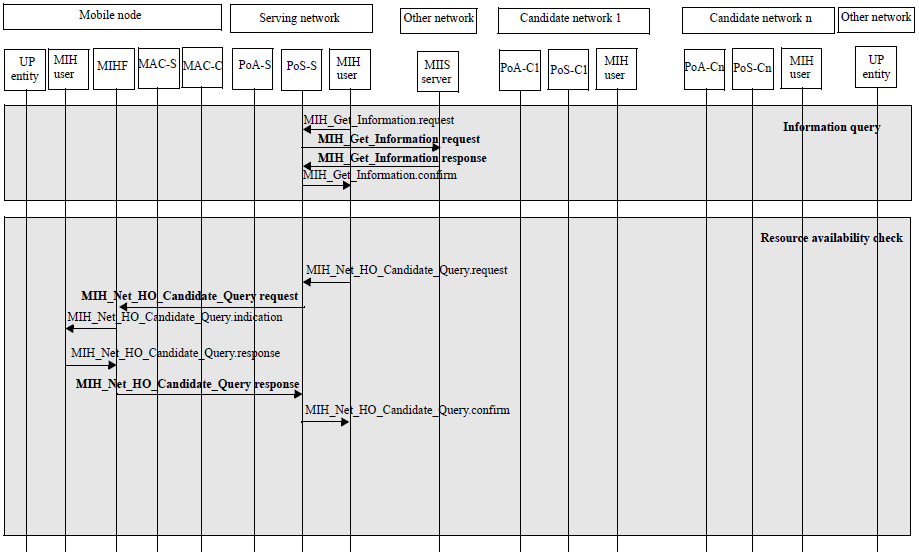 Mobile node
Serving network
Other network
Candidate network 1
Candidate network n
Other network
UP
entity
MIH
user
MIHF
MAC-S
MAC-C
PoA-S
PoS-S
MIH
user
MIIS
server
PoA-C1
PoS-C1
MIH
user
PoA-Cn
PoS-Cn
MIH
user
UP
entity
MIH_Get_Information.request
Information query
MIH_Get_Information request
MIH_Get_Information response
MIH_Get_Information.confirm
Resource availability check
MIH_Net_HO_Candidate_Query.request
MIH_Net_HO_Candidate_Query request
MIH_Net_HO_Candidate_Query.indication
MIH_Net_HO_Candidate_Query.response
MIH_Net_HO_Candidate_Query response
MIH_Net_HO_Candidate_Query.confirm